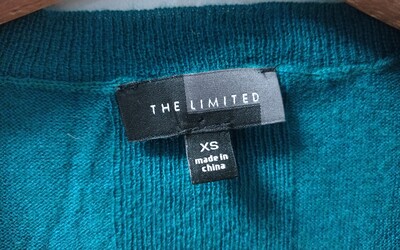 THE LIMITED
XS
made in
china